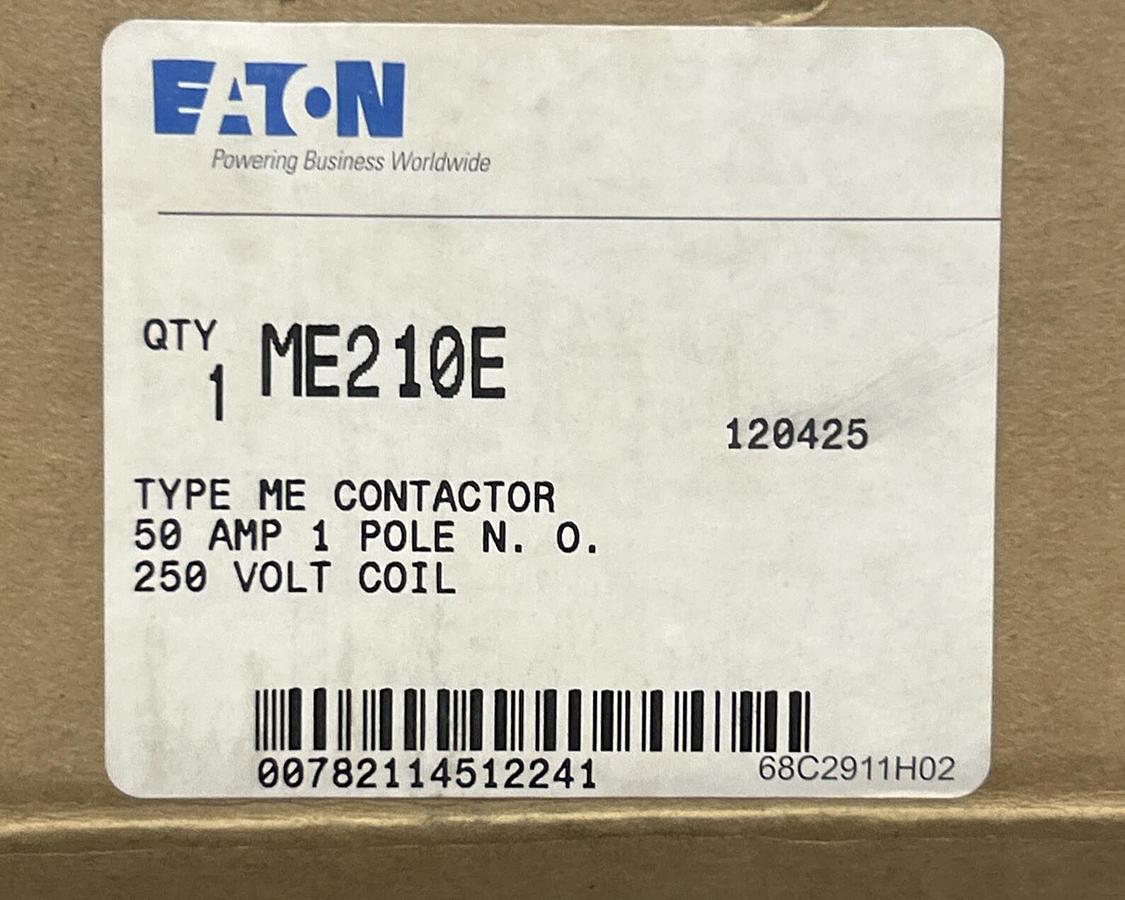 EATON
Powering Business Worldwide
QTY
1 ME210E
120425
TYPE ME CONTACTOR
50 AMP 1 POLE N. O.
250 VOLT COIL
00782114512241
68C2911H02